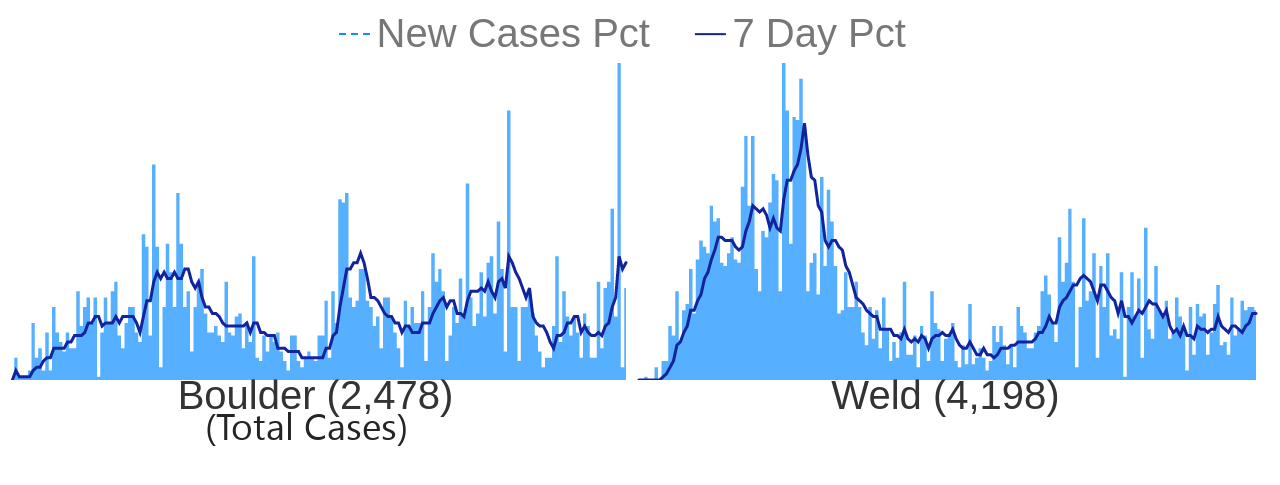 New Cases Pct 7 Day Pct
Boulder (2,478) Weld (4,198)
(Total Cases)